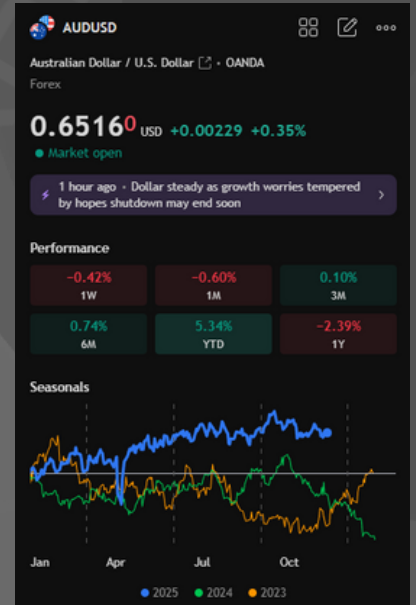 AUDUSD
Australian Dollar / U.S. Dollar • OANDA
Forex
0.65160 USD +0.00229 +0.35%
Market open
1 hour ago • Dollar steady as growth worries tempered
by hopes shutdown may end soon
Performance
−0.42% −0.60% 0.10%
1W 1M 3M
0.74% 5.34% −2.39%
6M YTD 1Y
Seasonals
Jan Apr Jul Oct
2025 2024 2023